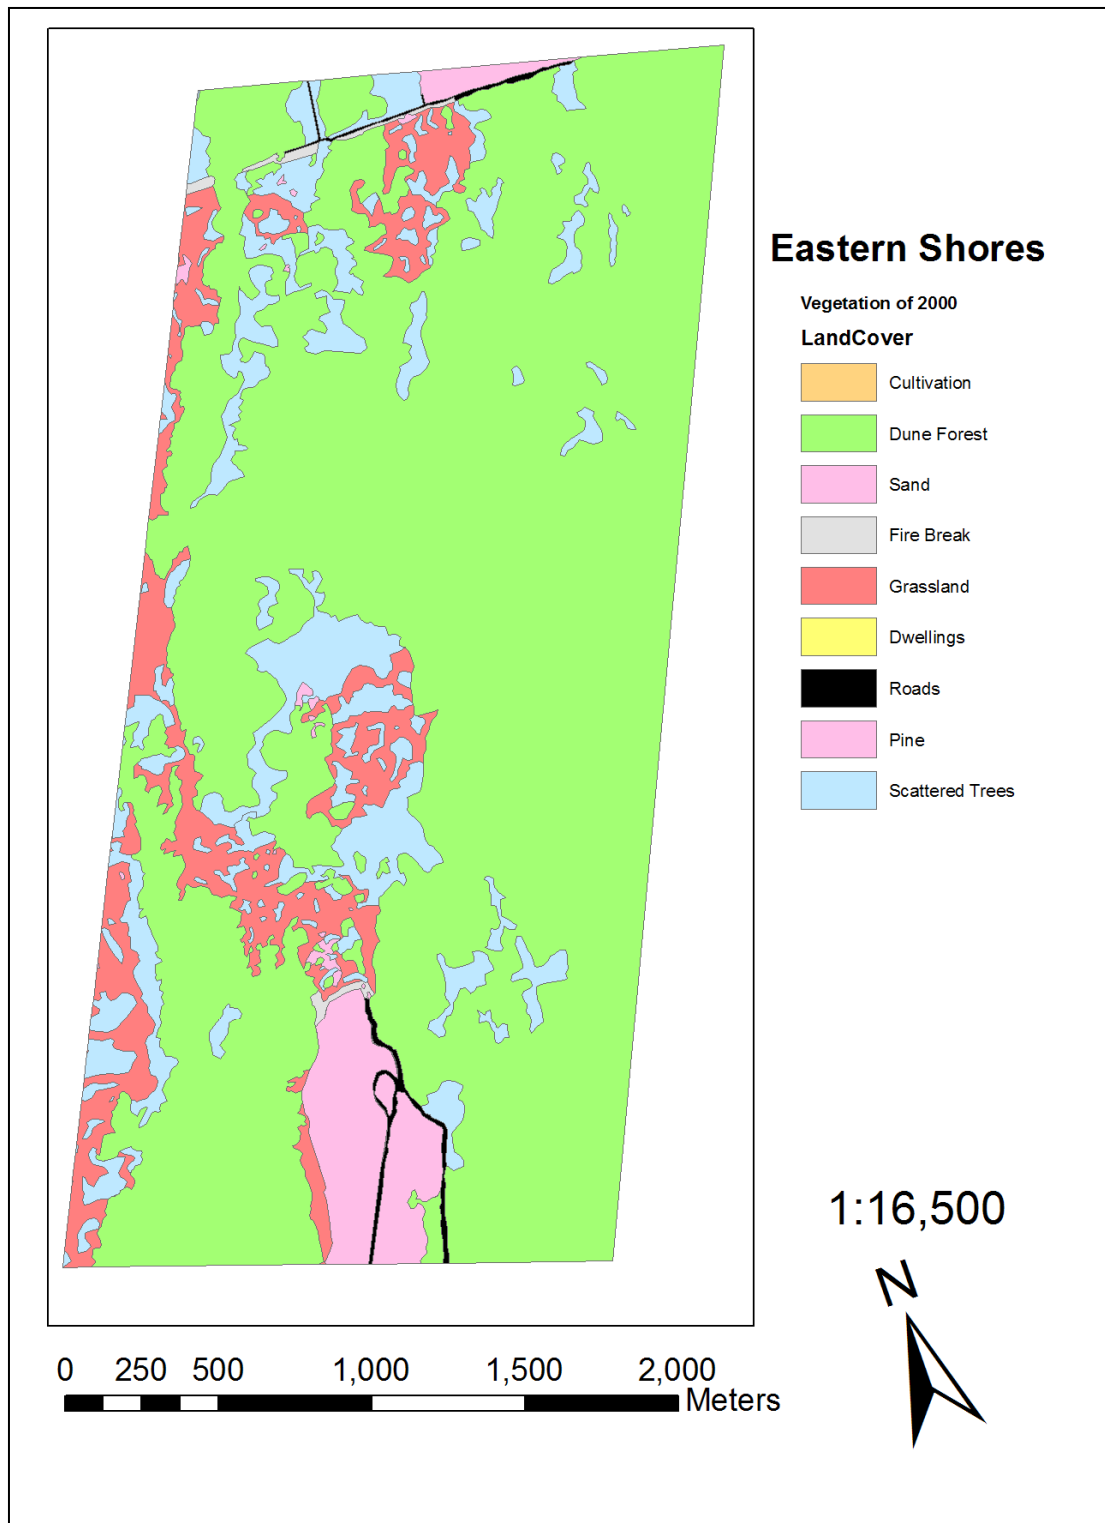 Eastern Shores
Vegetation of 2000
LandCover
Cultivation
Dune Forest
Sand
Fire Break
Grassland
Dwellings
Roads
Pine
Scattered Trees
1:16,500
N
0 250 500 1,000 1,500 2,000
Meters